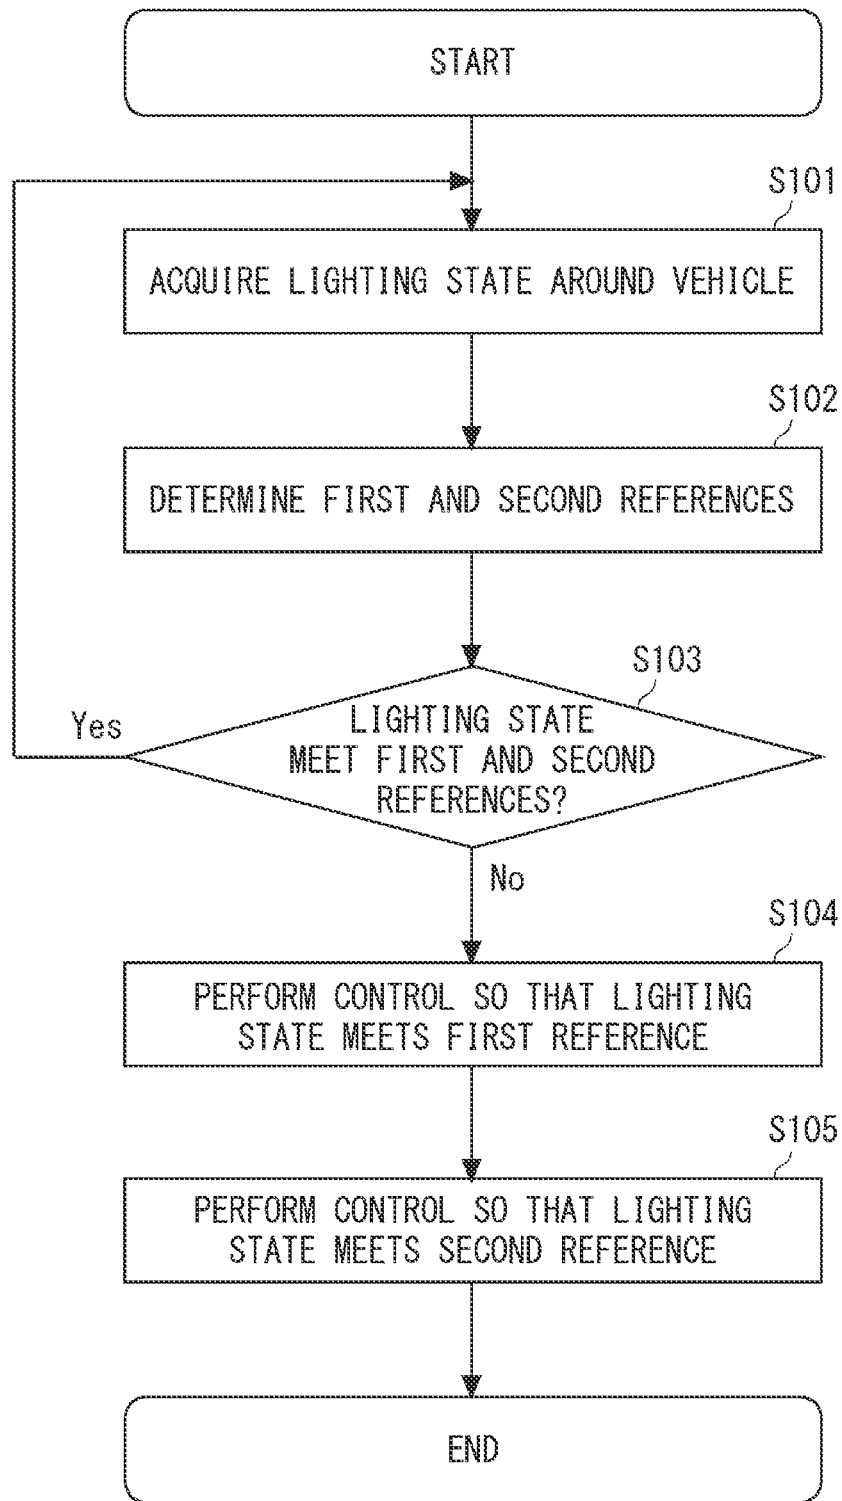 START
S101
ACQUIRE LIGHTING STATE AROUND VEHICLE
S102
DETERMINE FIRST AND SECOND REFERENCES
S103
Yes
LIGHTING STATE
MEET FIRST AND SECOND
REFERENCES?
No
S104
PERFORM CONTROL SO THAT LIGHTING
STATE MEETS FIRST REFERENCE
S105
PERFORM CONTROL SO THAT LIGHTING
STATE MEETS SECOND REFERENCE
END